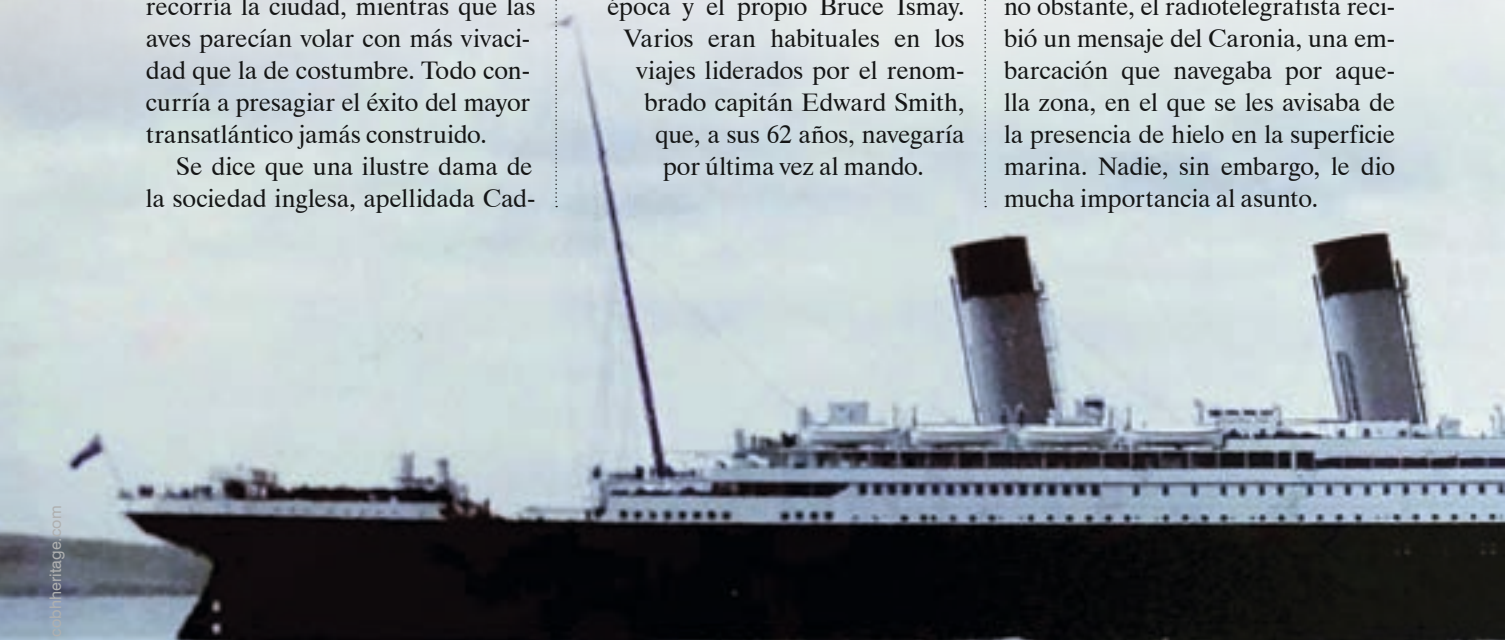 recorría la ciudad, mientras que las
aves parecían volar con más vivaci-
dad que la de costumbre. Todo con-
curría a presagiar el éxito del mayor
transatlántico jamás construido.
Se dice que una ilustre dama de
la sociedad inglesa, apellidada Cad-
época y el propio Bruce Ismay.
Varios eran habituales en los
viajes liderados por el renom-
brado capitán Edward Smith,
que, a sus 62 años, navegaría
por última vez al mando.
no obstante, el radiotelegrafista reci-
bió un mensaje del Caronia, una em-
barcación que navegaba por aque-
lla zona, en el que se les avisaba de
la presencia de hielo en la superficie
marina. Nadie, sin embargo, le dio
mucha importancia al asunto.